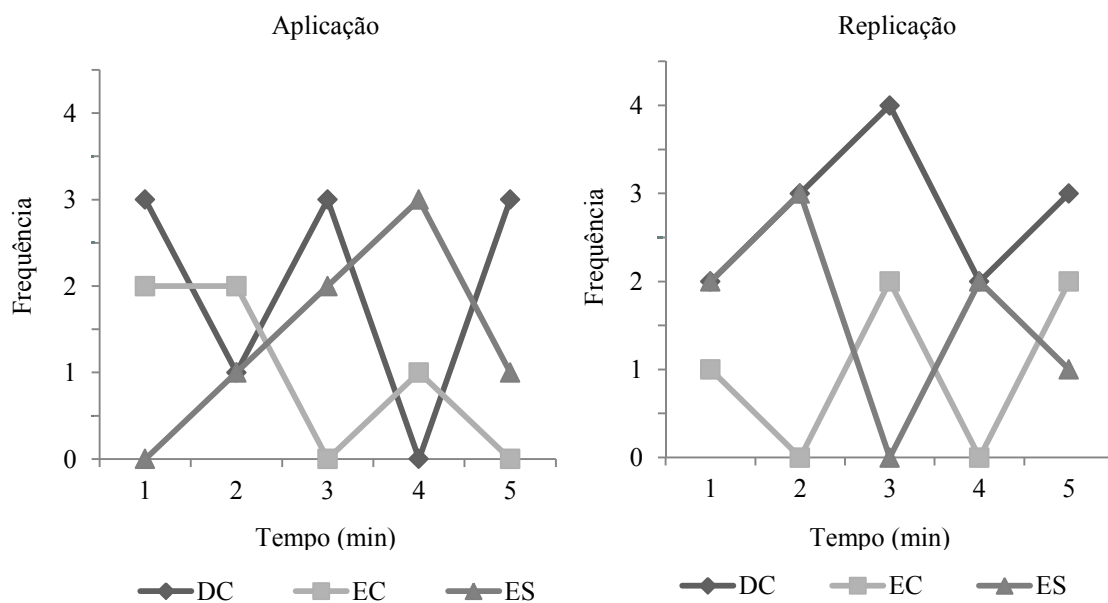 Aplicação
4
3
2
1
0
Frequência
1 2 3 4 5
Tempo (min)
DC EC ES
Replicação
4
3
2
1
0
Frequência
1 2 3 4 5
Tempo (min)
DC EC ES